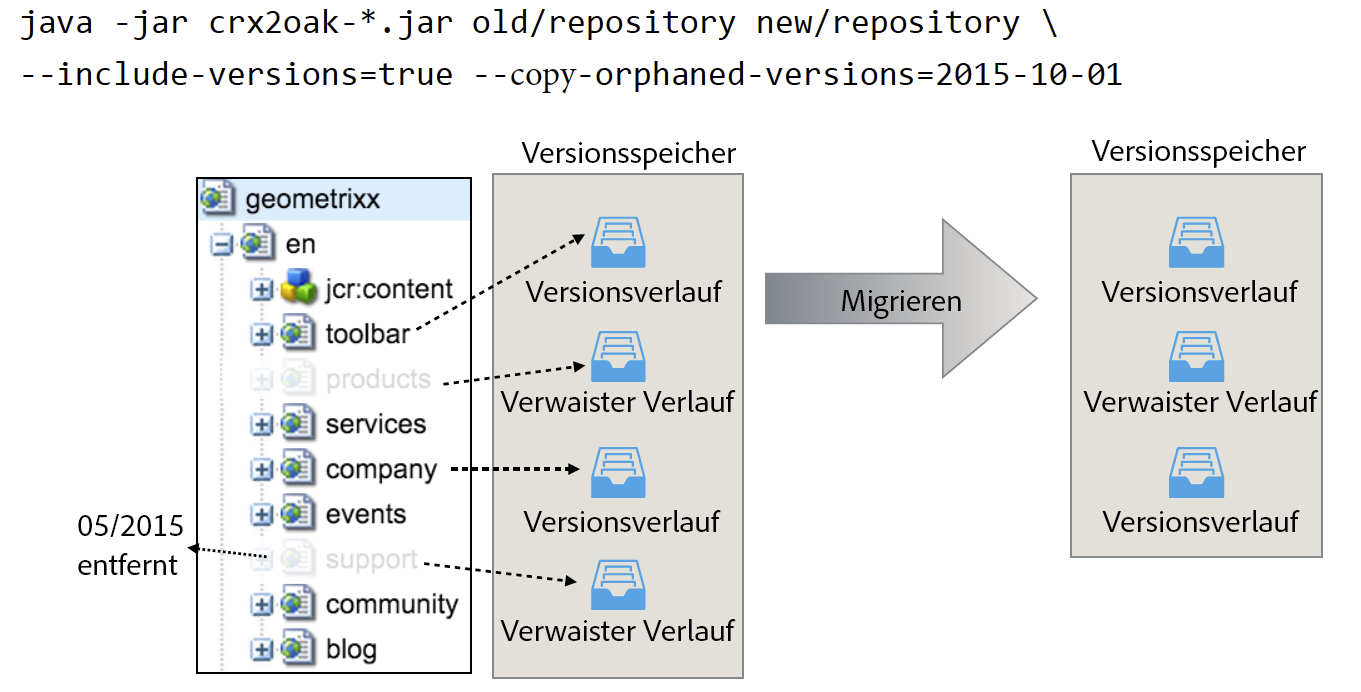 java -jar crx2oak-*.jar old/repository new/repository \
--include-versions=true --copy-orphaned-versions=2015-10-01
Versionsspeicher
Versionsspeicher
geometrixx
en
jcr:content
toolbar
products
services
company
events
support
community
blog
05/2015
entfernt
Versionsverlauf
Verwaister Verlauf
Versionsverlauf
Verwaister Verlauf
Migrieren
Versionsverlauf
Verwaister Verlauf
Versionsverlauf